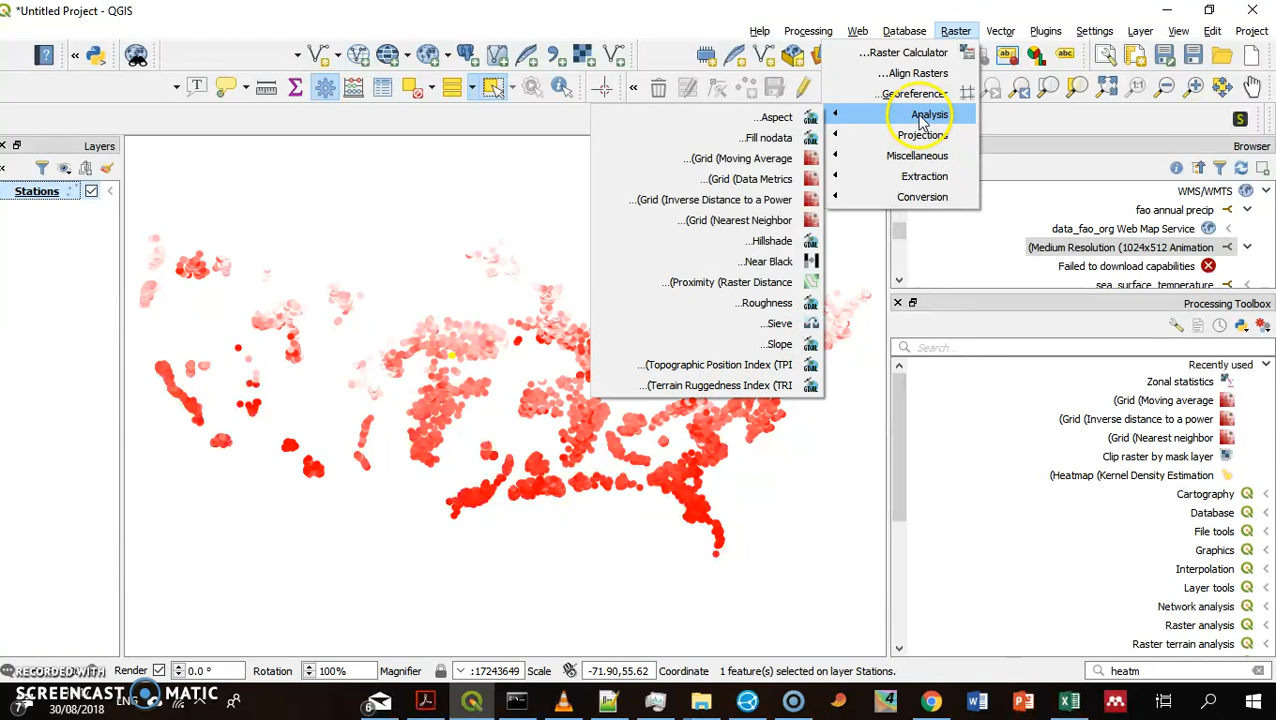 *Untitled Project - QGIS
Help Processing Web Database Raster Vector Plugins Settings Layer View Edit Project
...Raster Calculator
...Align Rasters
...Georeferencer
Analysis
Projections
Miscellaneous
Extraction
Conversion
...Aspect
...Fill nodata
...(Grid (Moving Average
...(Grid (Data Metrics
...(Grid (Inverse Distance to a Power
...(Grid (Nearest Neighbor
...Hillshade
...Near Black
...(Proximity (Raster Distance
...Roughness
...Sieve
...Slope
...(Topographic Position Index (TPI
...(Terrain Ruggedness Index (TRI
Layers
Stations
Browser
WMS/WMTS
fao annual precip
data_fao_org Web Map Service
(Medium Resolution (1024x512 Animation
Failed to download capabilities
sea_surface_temperature
Processing Toolbox
Search...
Recently used
Zonal statistics
(Grid (Moving average
(Grid (Inverse distance to a power
(Grid (Nearest neighbor
Clip raster by mask layer
(Heatmap (Kernel Density Estimation
Cartography
Database
File tools
Graphics
Interpolation
Layer tools
Network analysis
Raster analysis
Raster terrain analysis
Render 0.0 ° Rotation 100% Magnifier :17243649 Scale -71.90,55.62 Coordinate 1 feature(s) selected on layer Stations. heatm
RECORDED WITH
SCREENCAST MATIC
ENG
30/08/2018